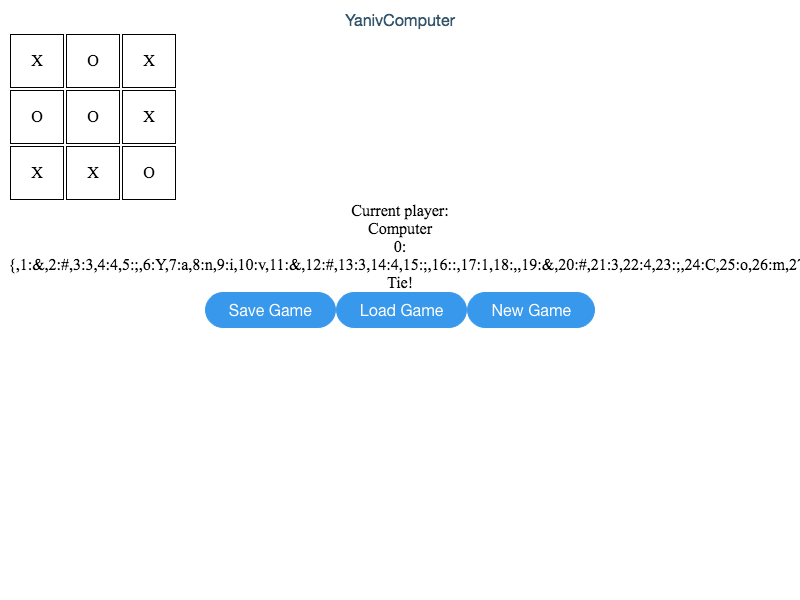 YanivComputer
X O X
O O X
X X O
Current player:
Computer
0:
{,1:&,2:#,3:3,4:4,5:;,6:Y,7:a,8:n,9:i,10:v,11:&,12:#,13:3,14:4,15:;,16::,17:1,18:,,19:&,20:#,21:3,22:4,23:;,24:C,25:o,26:m,2
Tie!
Save Game Load Game New Game